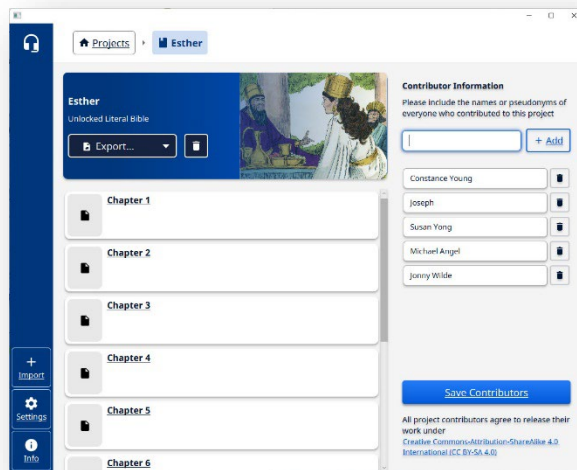 Projects
Esther
Esther
Unlocked Literal Bible
Export...
Chapter 1
Chapter 2
Chapter 3
Chapter 4
Chapter 5
Chapter 6
Import
Settings
Info
Contributor Information
Please include the names or pseudonyms of
everyone who contributed to this project
+ Add
Constance Young
Joseph
Susan Yong
Michael Angel
Jonny Wilde
Save Contributors
All project contributors agree to release their
work under
Creative Commons-Attribution-ShareAlike 4.0
International (CC BY-SA 4.0)